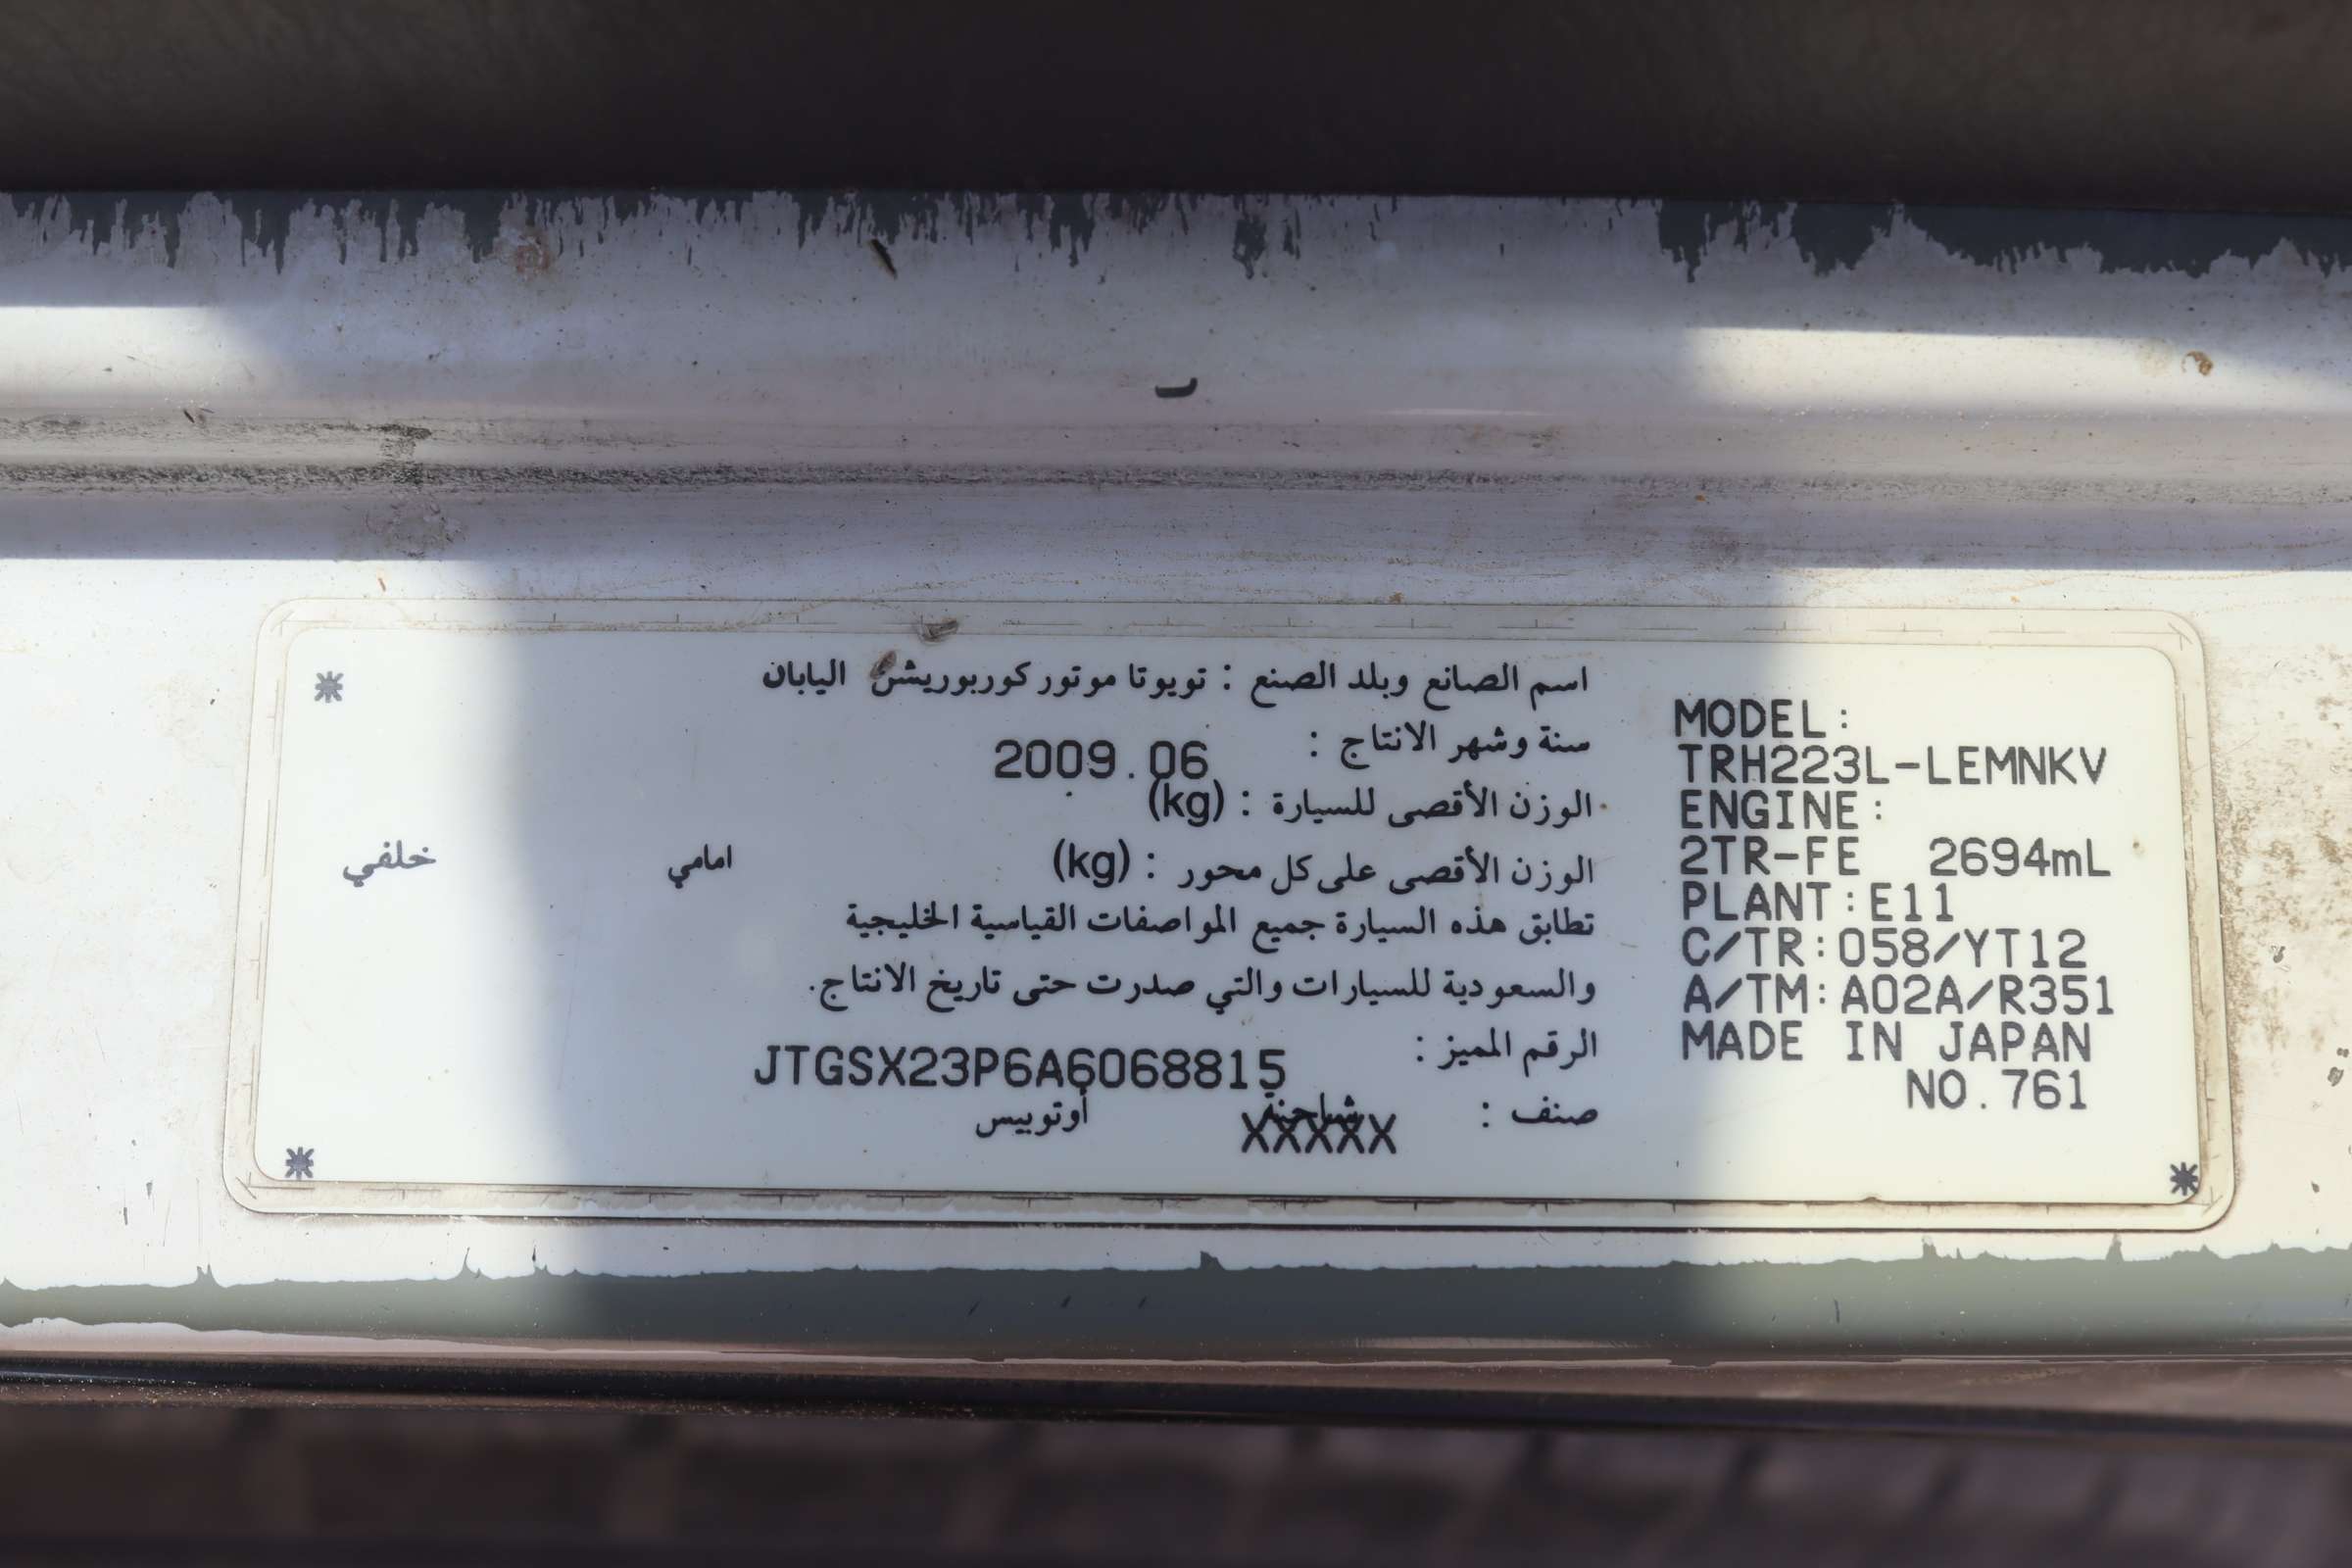 اسم الصانع وبلد الصنع : تويوتا موتور كوربوريشن اليابان
سنة وشهر الانتاج : 2009.06
الوزن الأقصى للسيارة : (kg)
الوزن الأقصى على كل محور : (kg) امامي خلفي
تطابق هذه السيارة جميع المواصفات القياسية الخليجية
والسعودية للسيارات والتي صدرت حتى تاريخ الانتاج.
الرقم المميز : JTGSX23P6A6068815
صنف : شاحنة XXXXX أوتوبيس
MODEL:
TRH223L-LEMNKV
ENGINE:
2TR-FE 2694mL
PLANT:E11
C/TR:058/YT12
A/TM:A02A/R351
MADE IN JAPAN
NO.761